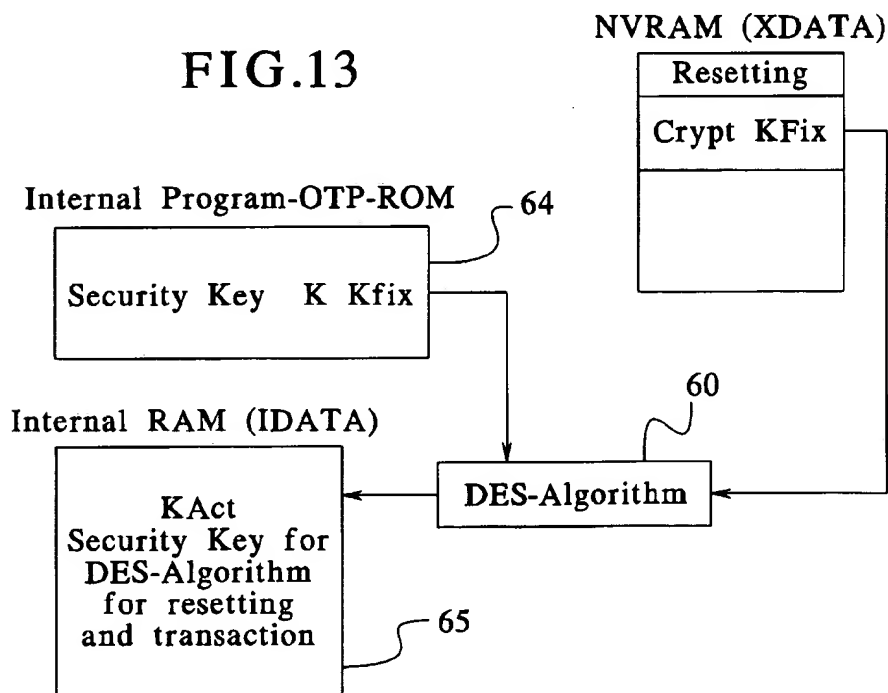 FIG.13
NVRAM (XDATA)
Resetting
Crypt KFix
Internal Program-OTP-ROM
64
Security Key K Kfix
60
Internal RAM (IDATA)
DES-Algorithm
KAct
Security Key for
DES-Algorithm
for resetting
and transaction
65